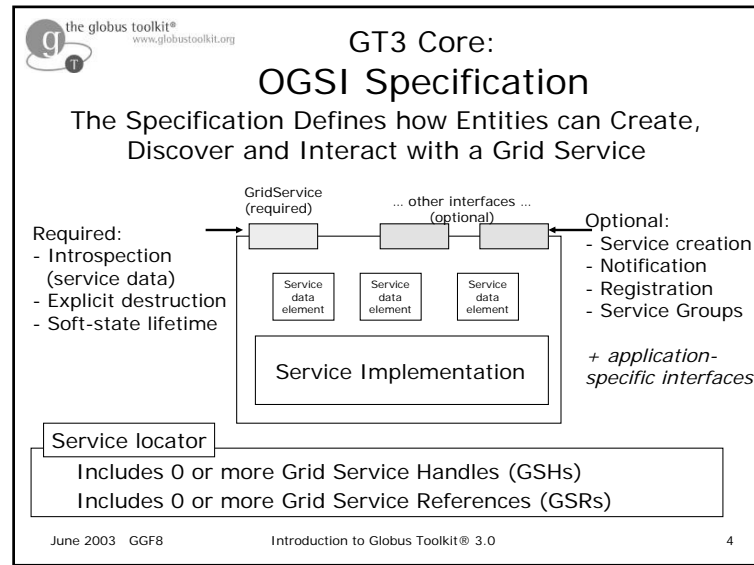 the globus toolkit®
www.globustoolkit.org
g
T
GT3 Core:
OGSI Specification
The Specification Defines how Entities can Create,
Discover and Interact with a Grid Service
GridService
(required)
... other interfaces ...
(optional)
Required:
- Introspection
(service data)
- Explicit destruction
- Soft-state lifetime
Optional:
- Service creation
- Notification
- Registration
- Service Groups
+ application-
specific interfaces
Service
data
element
Service
data
element
Service
data
element
Service Implementation
Service locator
Includes 0 or more Grid Service Handles (GSHs)
Includes 0 or more Grid Service References (GSRs)
June 2003 GGF8
Introduction to Globus Toolkit® 3.0
4